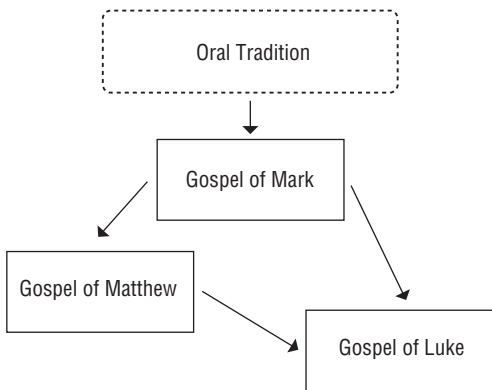 Oral Tradition
Gospel of Mark
Gospel of Matthew
Gospel of Luke